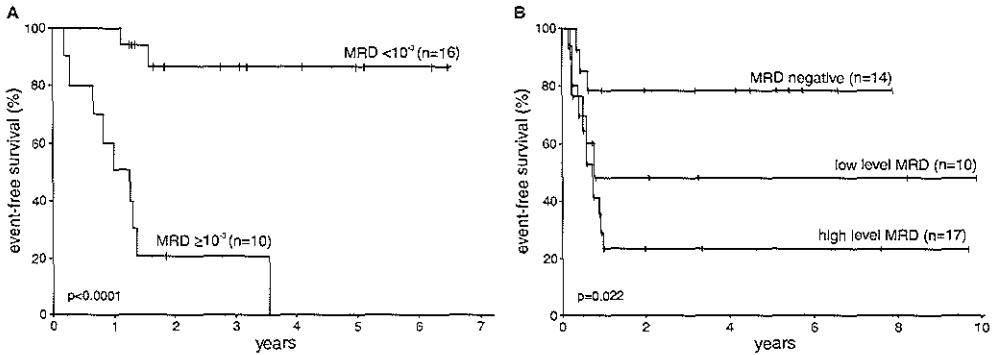 A
event-free survival (%)
100
80
60
40
20
0
MRD <10⁻³ (n=16)
MRD ≥10⁻³ (n=10)
p<0.0001
0 1 2 3 4 5 6 7
years
B
event-free survival (%)
100
80
60
40
20
0
MRD negative (n=14)
low level MRD (n=10)
high level MRD (n=17)
p=0.022
0 2 4 6 8 10
years